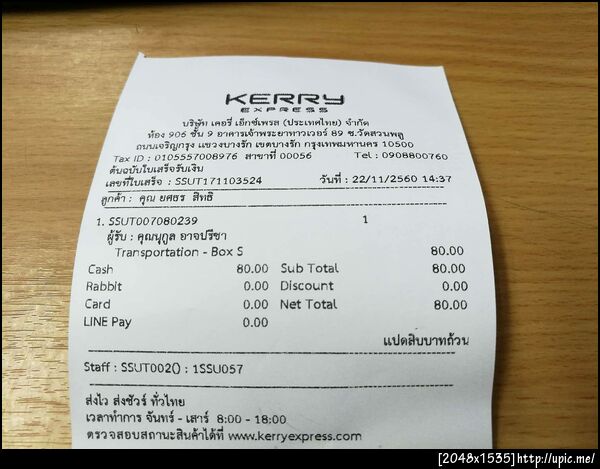 KERRY
EXPRESS
บริษัท เคอรี่ เอ็กซ์เพรส (ประเทศไทย) จำกัด
ห้อง 906 ชั้น 9 อาคารเจ้าพระยาทาวเวอร์ 89 ซ.วัดสวนพลู
ถนนเจริญกรุง แขวงบางรัก เขตบางรัก กรุงเทพมหานคร 10500
Tax ID : 0105557008976 สาขาที่ 00056 Tel : 0908800760
ต้นฉบับใบเสร็จรับเงิน
เลขที่ใบเสร็จ : SSUT171103524 วันที่ : 22/11/2560 14:37
ลูกค้า : คุณ ยศธร สิทธิ
1. SSUT007080239 1
ผู้รับ : คุณนุกูล อาจปรีชา
Transportation - Box S 80.00
Cash 80.00 Sub Total 80.00
Rabbit 0.00 Discount 0.00
Card 0.00 Net Total 80.00
LINE Pay 0.00
แปดสิบบาทถ้วน
Staff : SSUT002() : 1SSU057
ส่งไว ส่งชัวร์ ทั่วไทย
เวลาทำการ จันทร์ - เสาร์ 8:00 - 18:00
ตรวจสอบสถานะสินค้าได้ที่ www.kerryexpress.com
[2048x1535]http://upic.me/